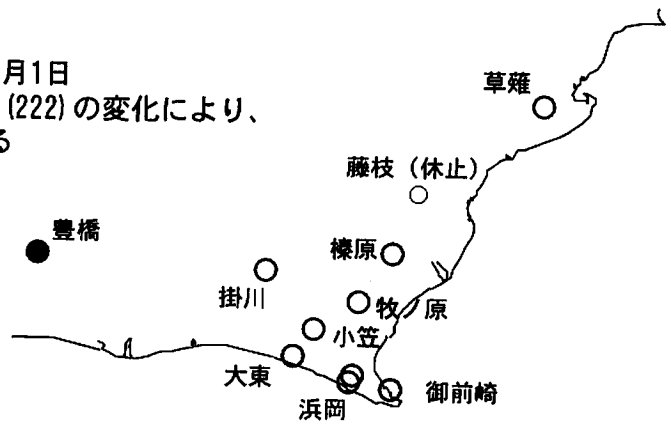 月1日
(222)の変化により、
る
草薙
藤枝（休止）
豊橋
榛原
掛川
牧ノ原
小笠
大東
浜岡
御前崎